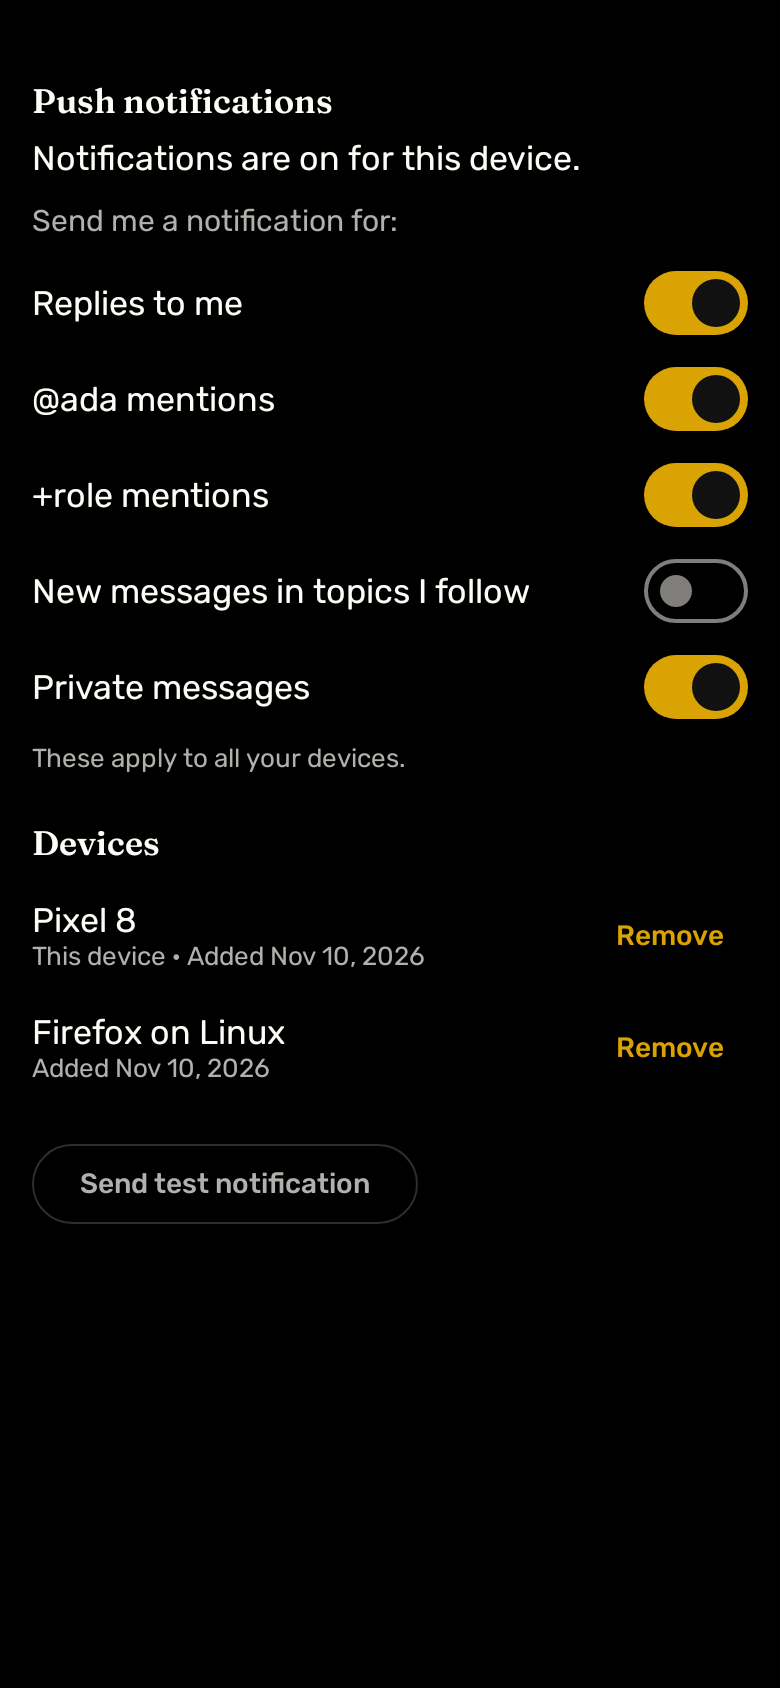 Push notifications
Notifications are on for this device.
Send me a notification for:
Replies to me
@ada mentions
+role mentions
New messages in topics I follow
Private messages
These apply to all your devices.
Devices
Pixel 8
This device • Added Nov 10, 2026
Remove
Firefox on Linux
Added Nov 10, 2026
Remove
Send test notification